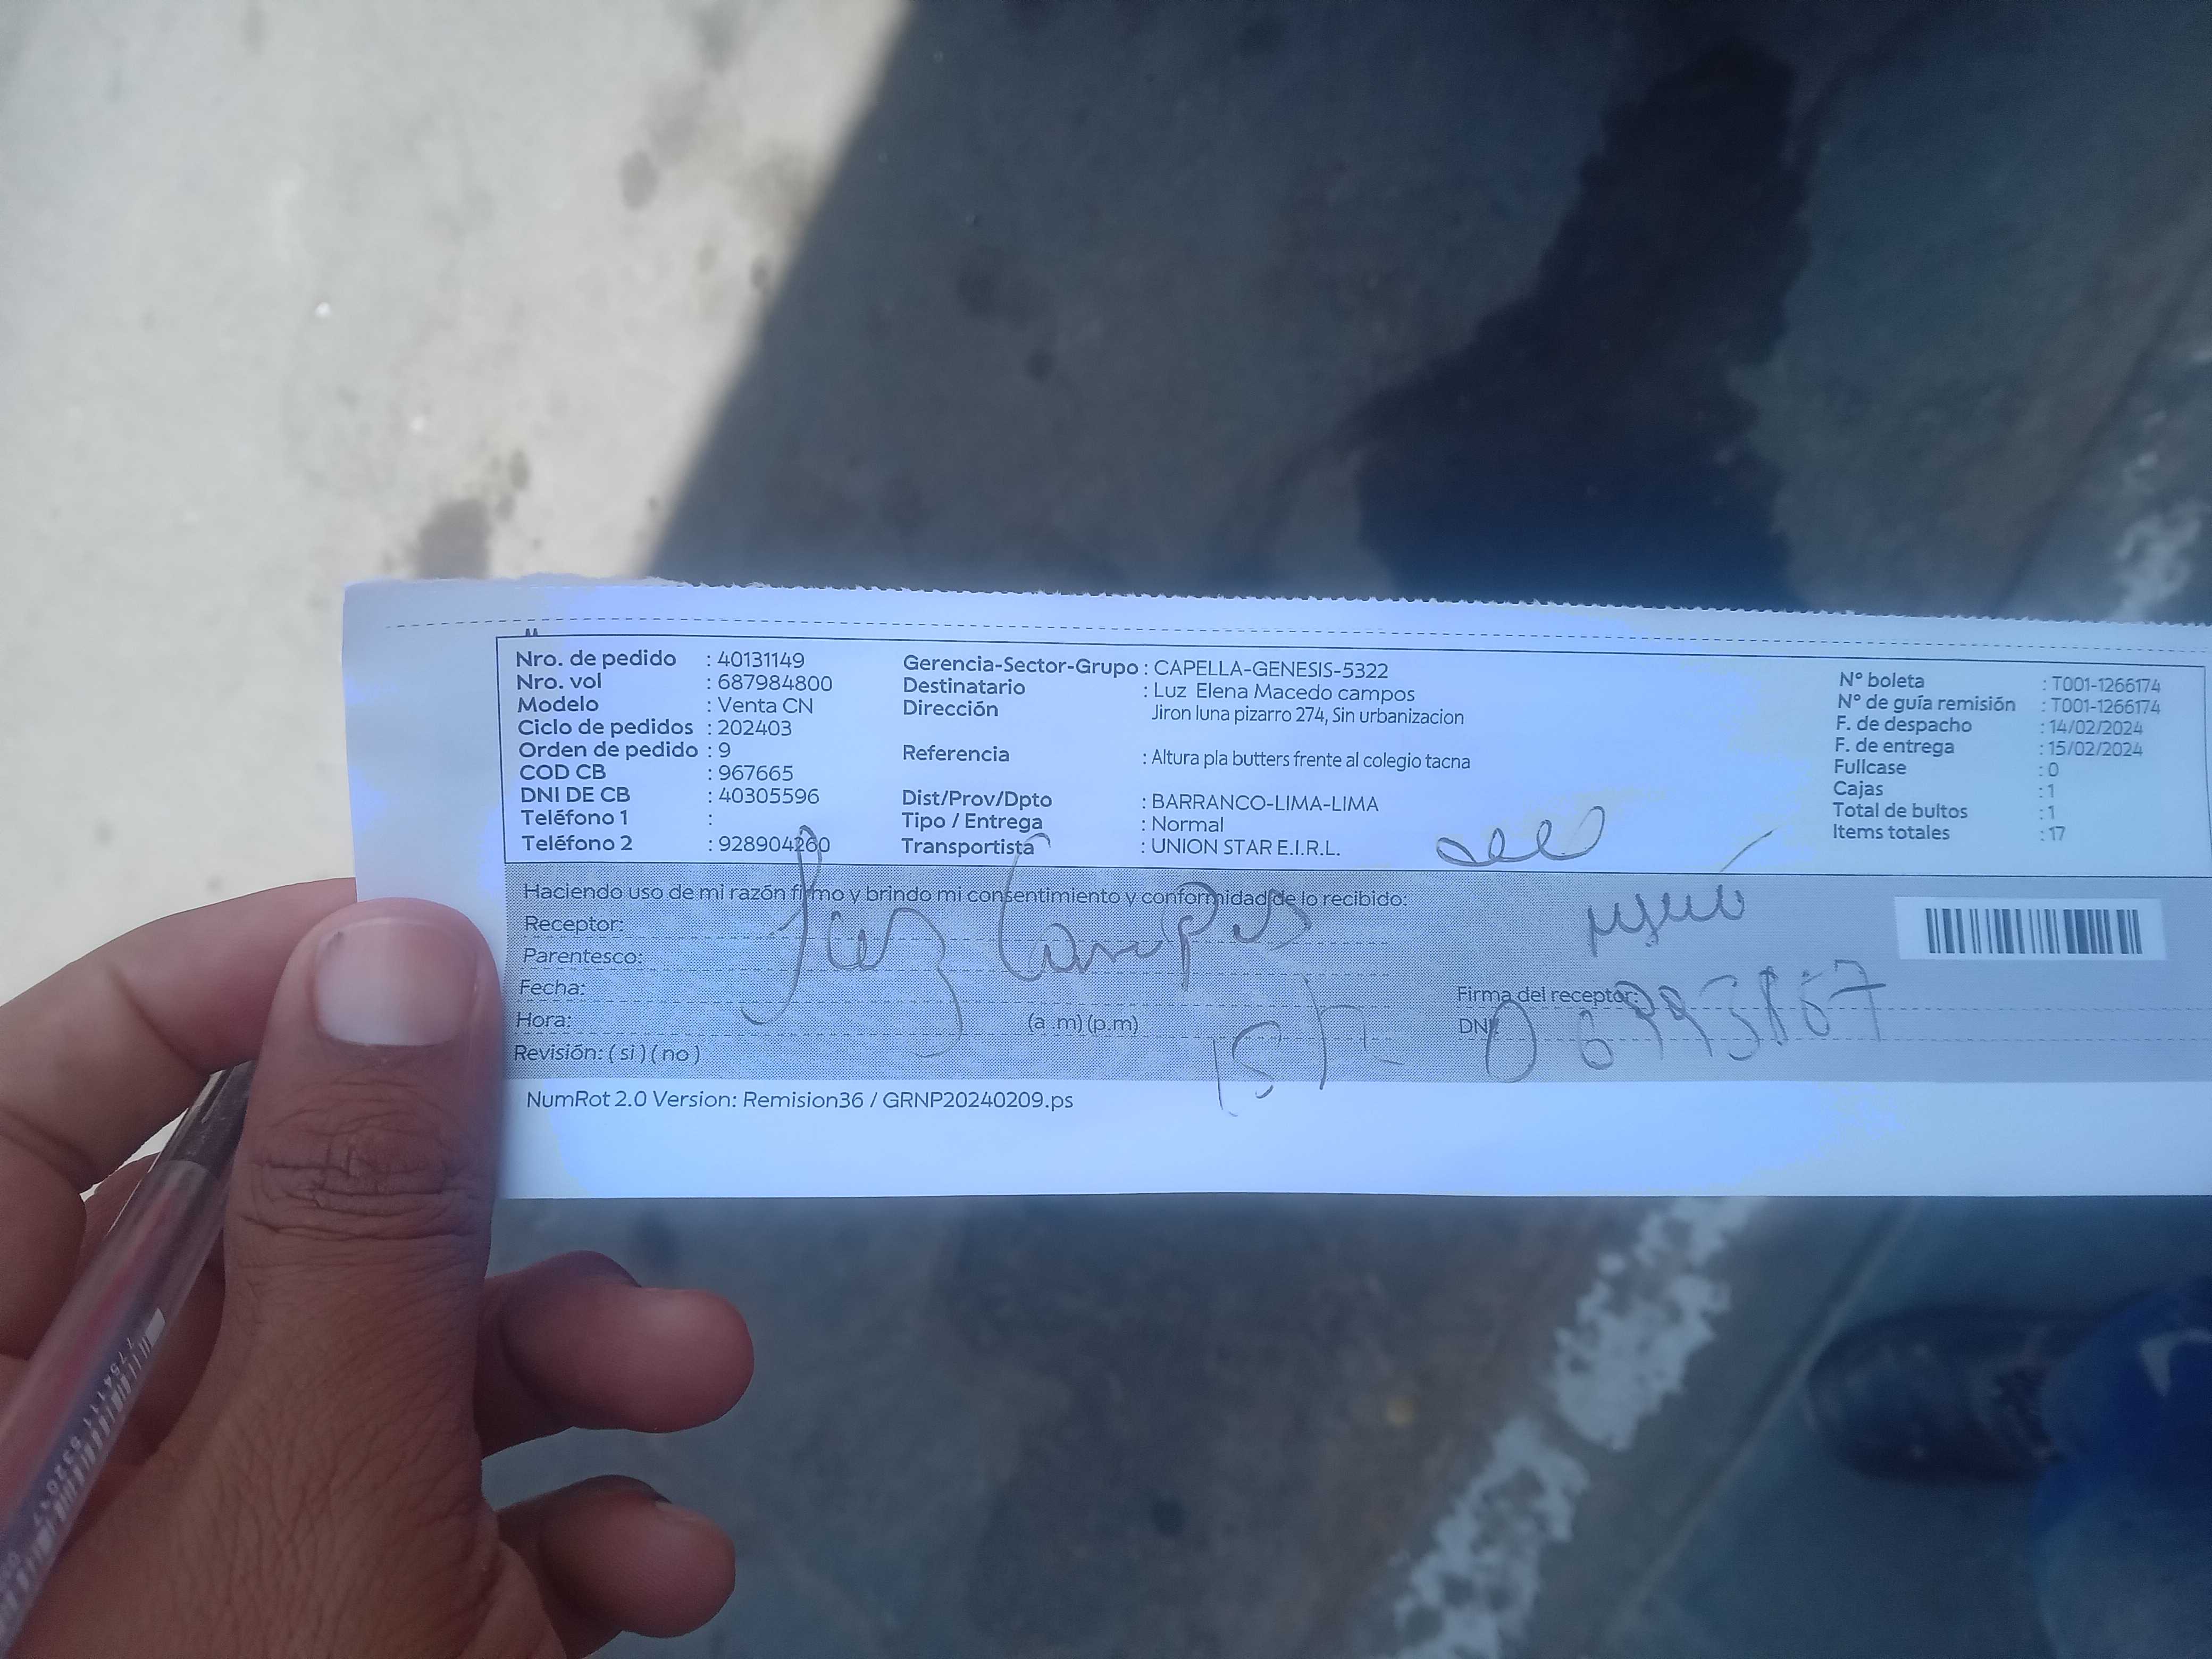 Nro. de pedido : 40131149
Nro. vol : 687984800
Modelo : Venta CN
Ciclo de pedidos : 202403
Orden de pedido : 9
COD CB : 967665
DNI DE CB : 40305596
Teléfono 1 :
Teléfono 2 : 928904260
Gerencia-Sector-Grupo : CAPELLA-GENESIS-5322
Destinatario : Luz Elena Macedo campos
Dirección Jiron luna pizarro 274, Sin urbanizacion
Referencia : Altura pla butters frente al colegio tacna
Dist/Prov/Dpto : BARRANCO-LIMA-LIMA
Tipo / Entrega : Normal
Transportista : UNION STAR E.I.R.L.
N° boleta : T001-1266174
N° de guía remisión : T001-1266174
F. de despacho : 14/02/2024
F. de entrega : 15/02/2024
Fullcase : 0
Cajas : 1
Total de bultos : 1
Items totales : 17
Haciendo uso de mi razón firmo y brindo mi consentimiento y conformidad de lo recibido:
Receptor:
Luz Campos
Parentesco:
Fecha:
Hora: (a .m) (p.m)
Revisión: ( si ) ( no )
Firma del receptor:
DNI:
NumRot 2.0 Version: Remision36 / GRNP20240209.ps